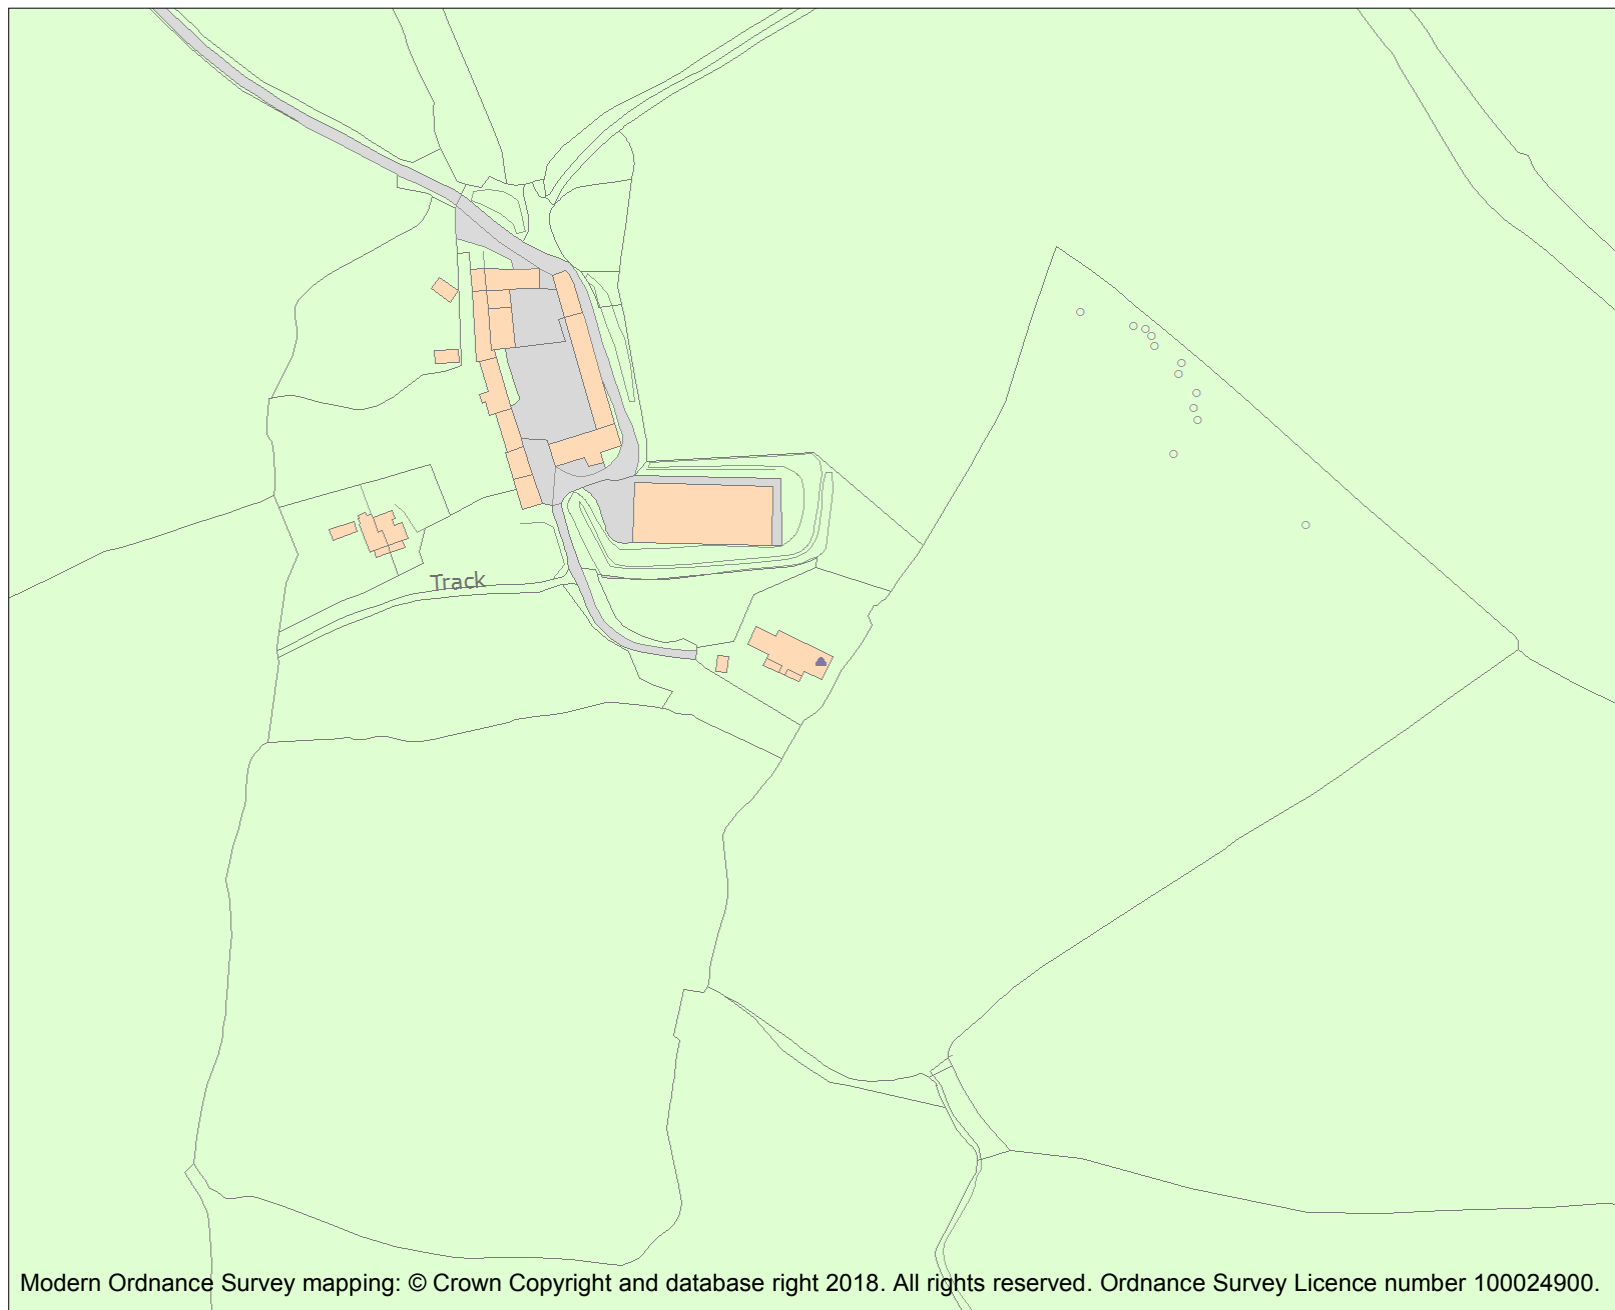 Track
Modern Ordnance Survey mapping: © Crown Copyright and database right 2018. All rights reserved. Ordnance Survey Licence number 100024900.